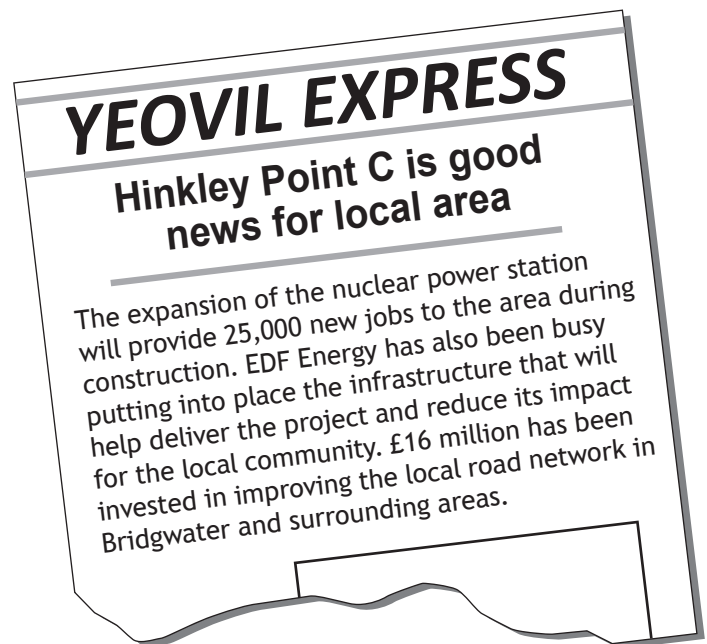 YEOVIL EXPRESS
Hinkley Point C is good
news for local area
The expansion of the nuclear power station
will provide 25,000 new jobs to the area during
construction. EDF Energy has also been busy
putting into place the infrastructure that will
help deliver the project and reduce its impact
for the local community. £16 million has been
invested in improving the local road network in
Bridgwater and surrounding areas.